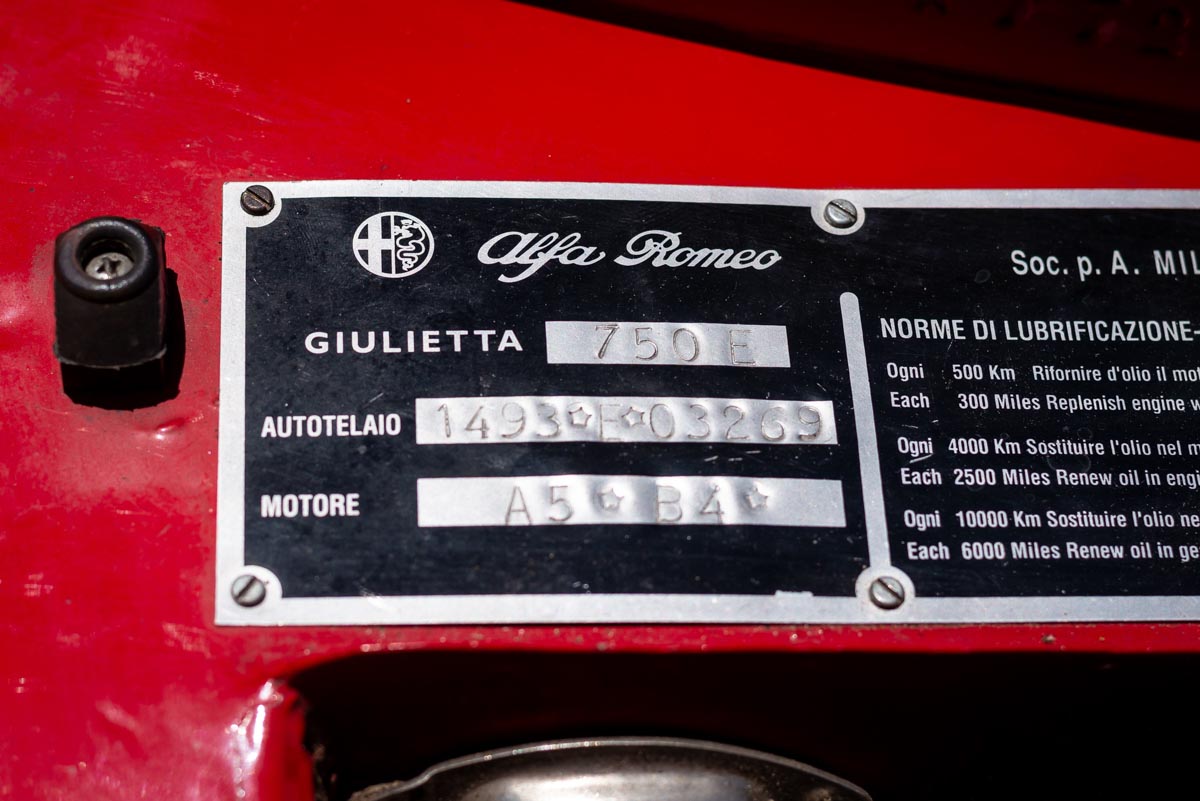 Alfa Romeo
GIULIETTA 750 E
AUTOTELAIO 1493☆E☆03269
MOTORE A5☆B4☆
Soc. p. A. MIL
NORME DI LUBRIFICAZIONE-
Ogni 500 Km Rifornire d'olio il mot
Each 300 Miles Replenish engine w
Ogni 4000 Km Sostituire l'olio nel m
Each 2500 Miles Renew oil in engi
Ogni 10000 Km Sostituire l'olio ne
Each 6000 Miles Renew oil in ge